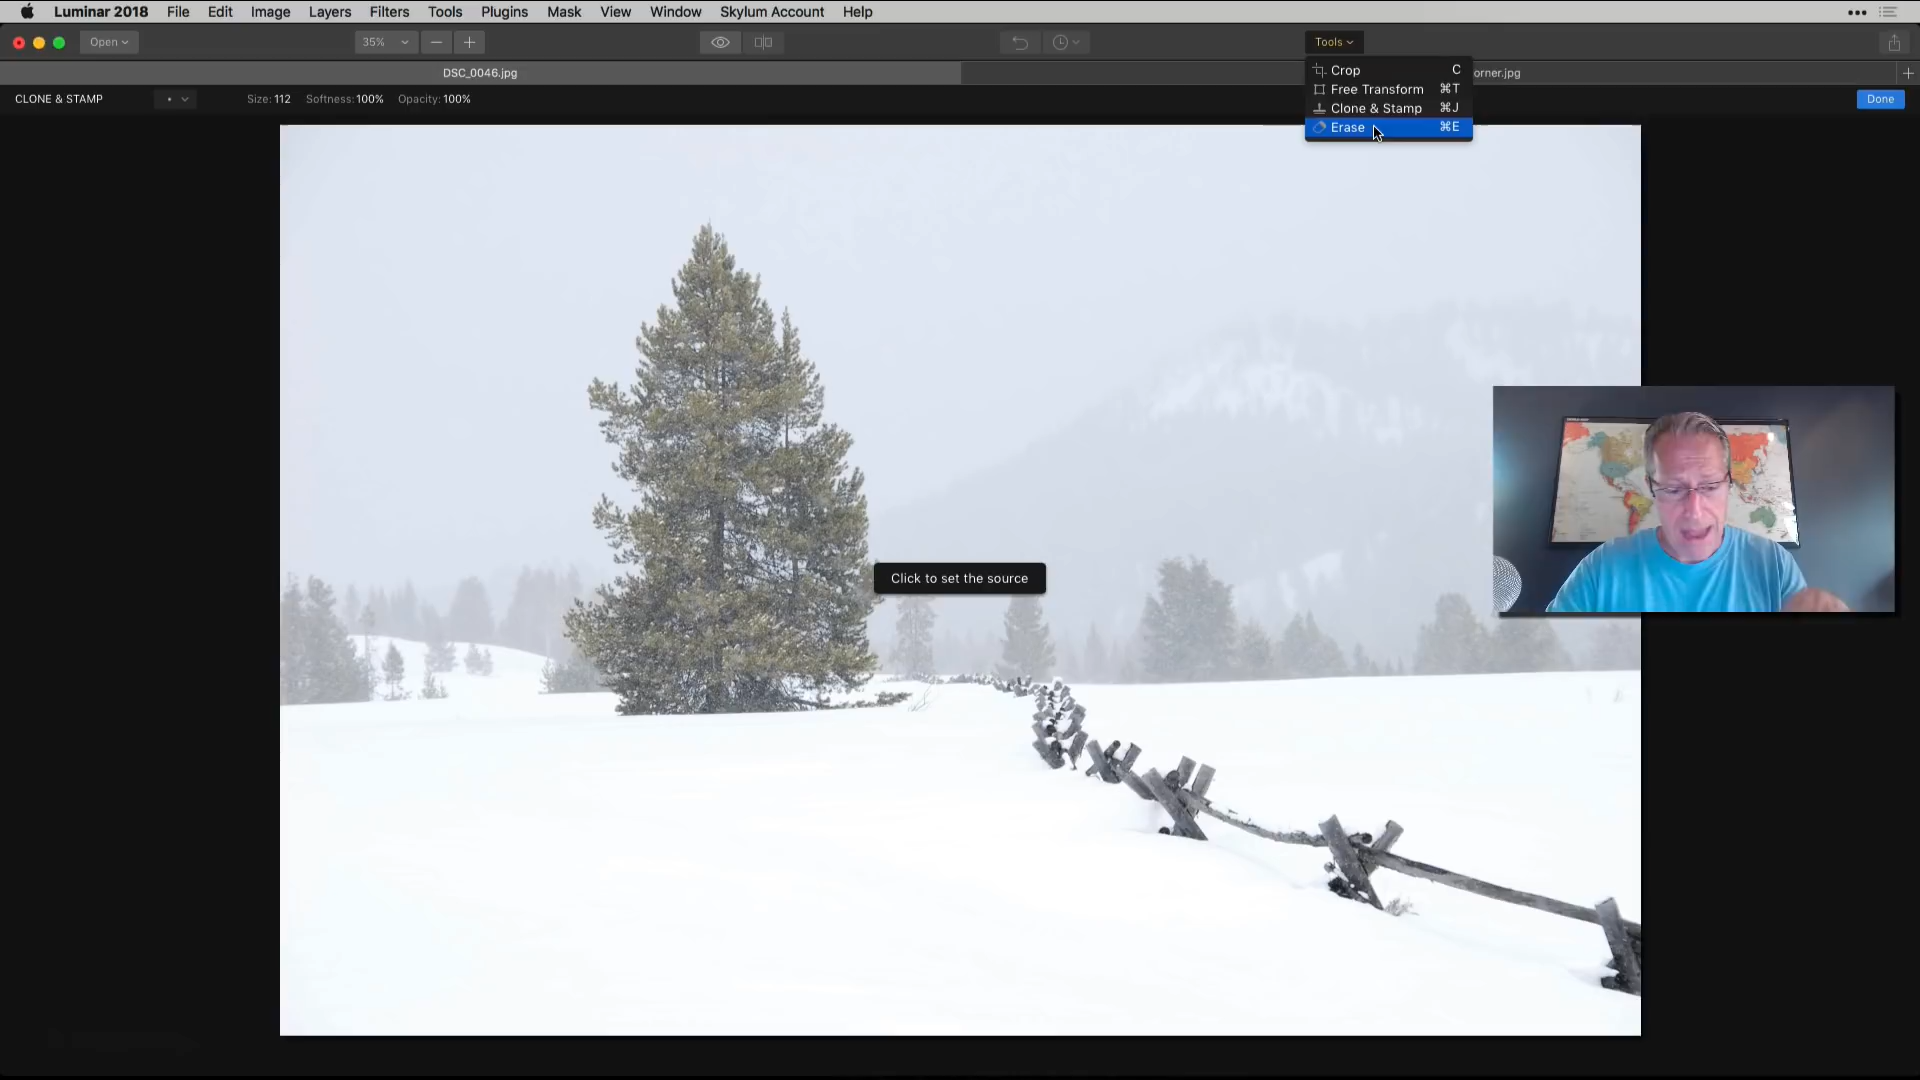 Luminar 2018 File Edit Image Layers Filters Tools Plugins Mask View Window Skylum Account Help
Open 35% Tools
DSC_0046.jpg orner.jpg
CLONE & STAMP Size: 112 Softness: 100% Opacity: 100% Done
Crop C
Free Transform ⌘T
Clone & Stamp ⌘J
Erase ⌘E
Click to set the source